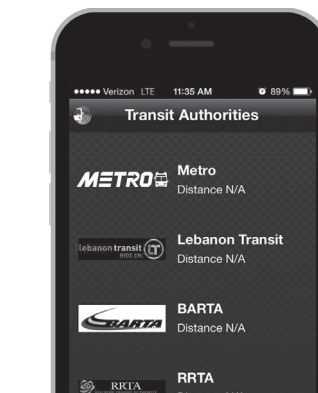 Verizon LTE 11:35 AM 89%
Transit Authorities
METRO
Metro
Distance N/A
lebanon transit LT
RIDE ON.
Lebanon Transit
Distance N/A
BARTA
BARTA
Distance N/A
RRTA
RRTA